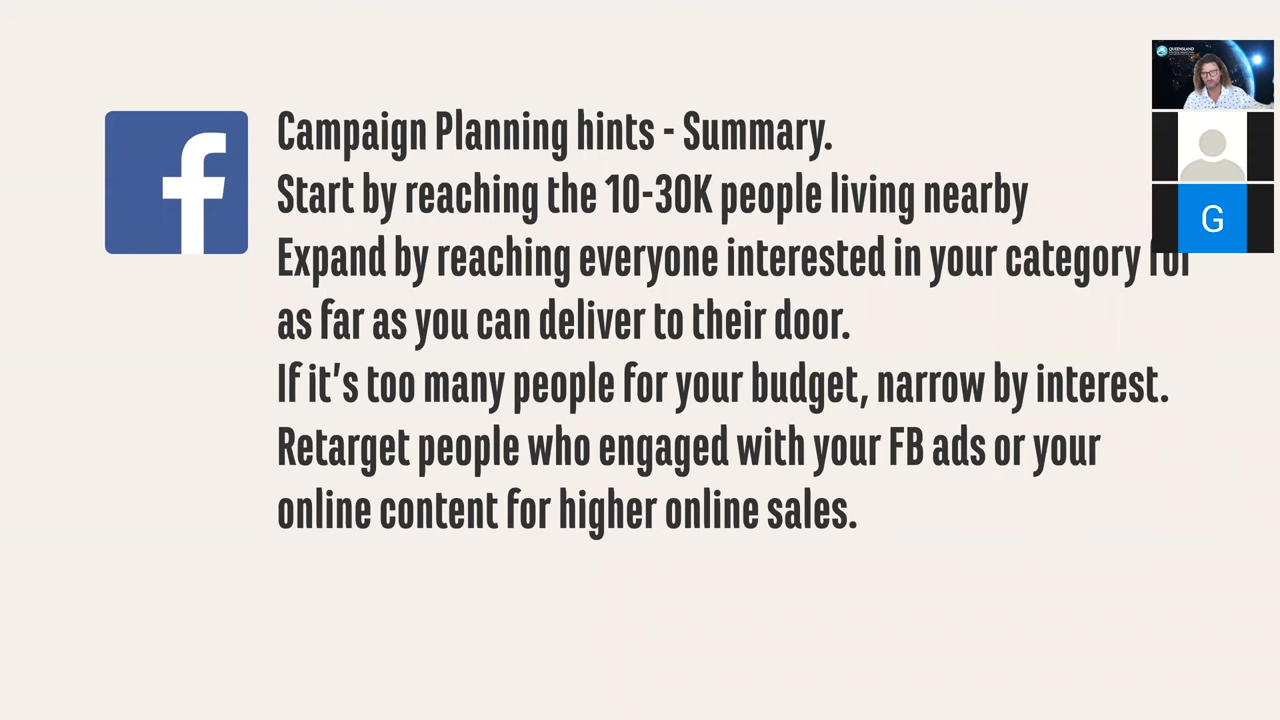 Campaign Planning hints - Summary.
Start by reaching the 10-30K people living nearby
Expand by reaching everyone interested in your category for
as far as you can deliver to their door.
If it's too many people for your budget, narrow by interest.
Retarget people who engaged with your FB ads or your
online content for higher online sales.
QUEENSLAND
G